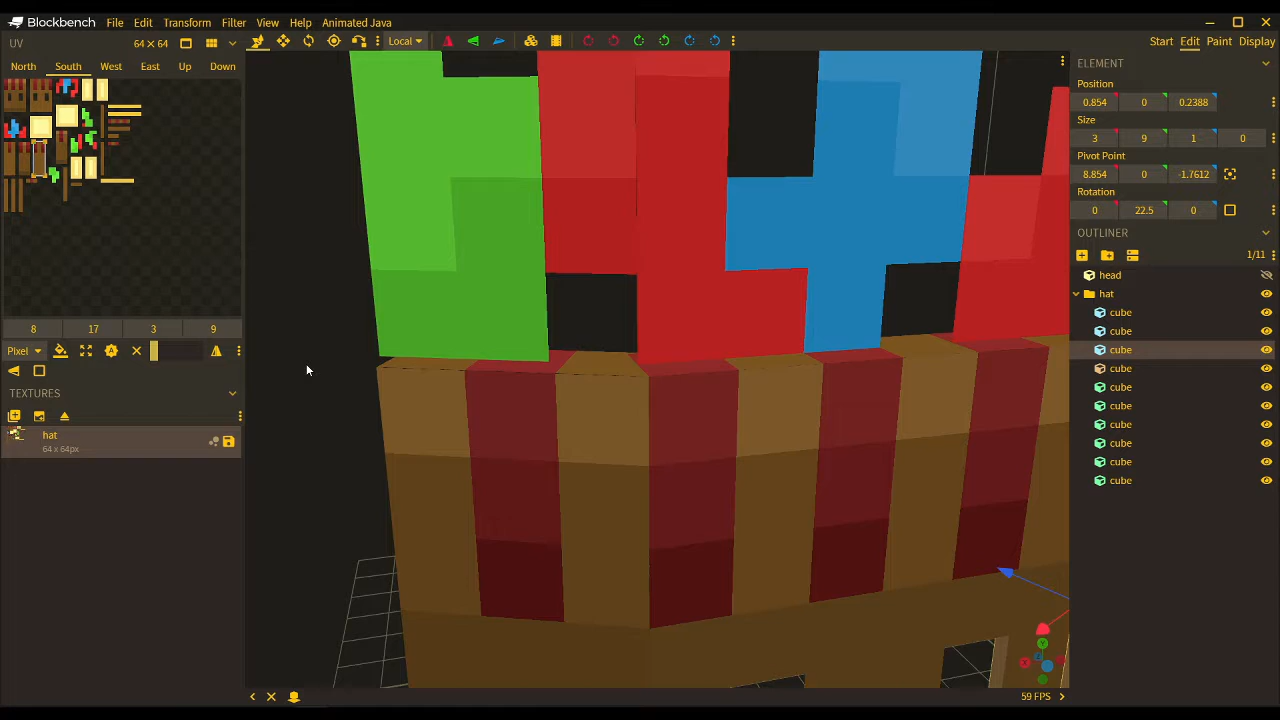 Blockbench File Edit Transform Filter View Help Animated Java
UV 64 × 64 Local Start Edit Paint Display
North South West East Up Down
ELEMENT
Position
0.854 0 0.2388
Size
3 9 1 0
Pivot Point
8.854 0 -1.7612
Rotation
0 22.5 0
OUTLINER
1/11
head
hat
cube
cube
cube
cube
cube
cube
cube
cube
cube
cube
8 17 3 9
Pixel
TEXTURES
hat
64 x 64px
59 FPS